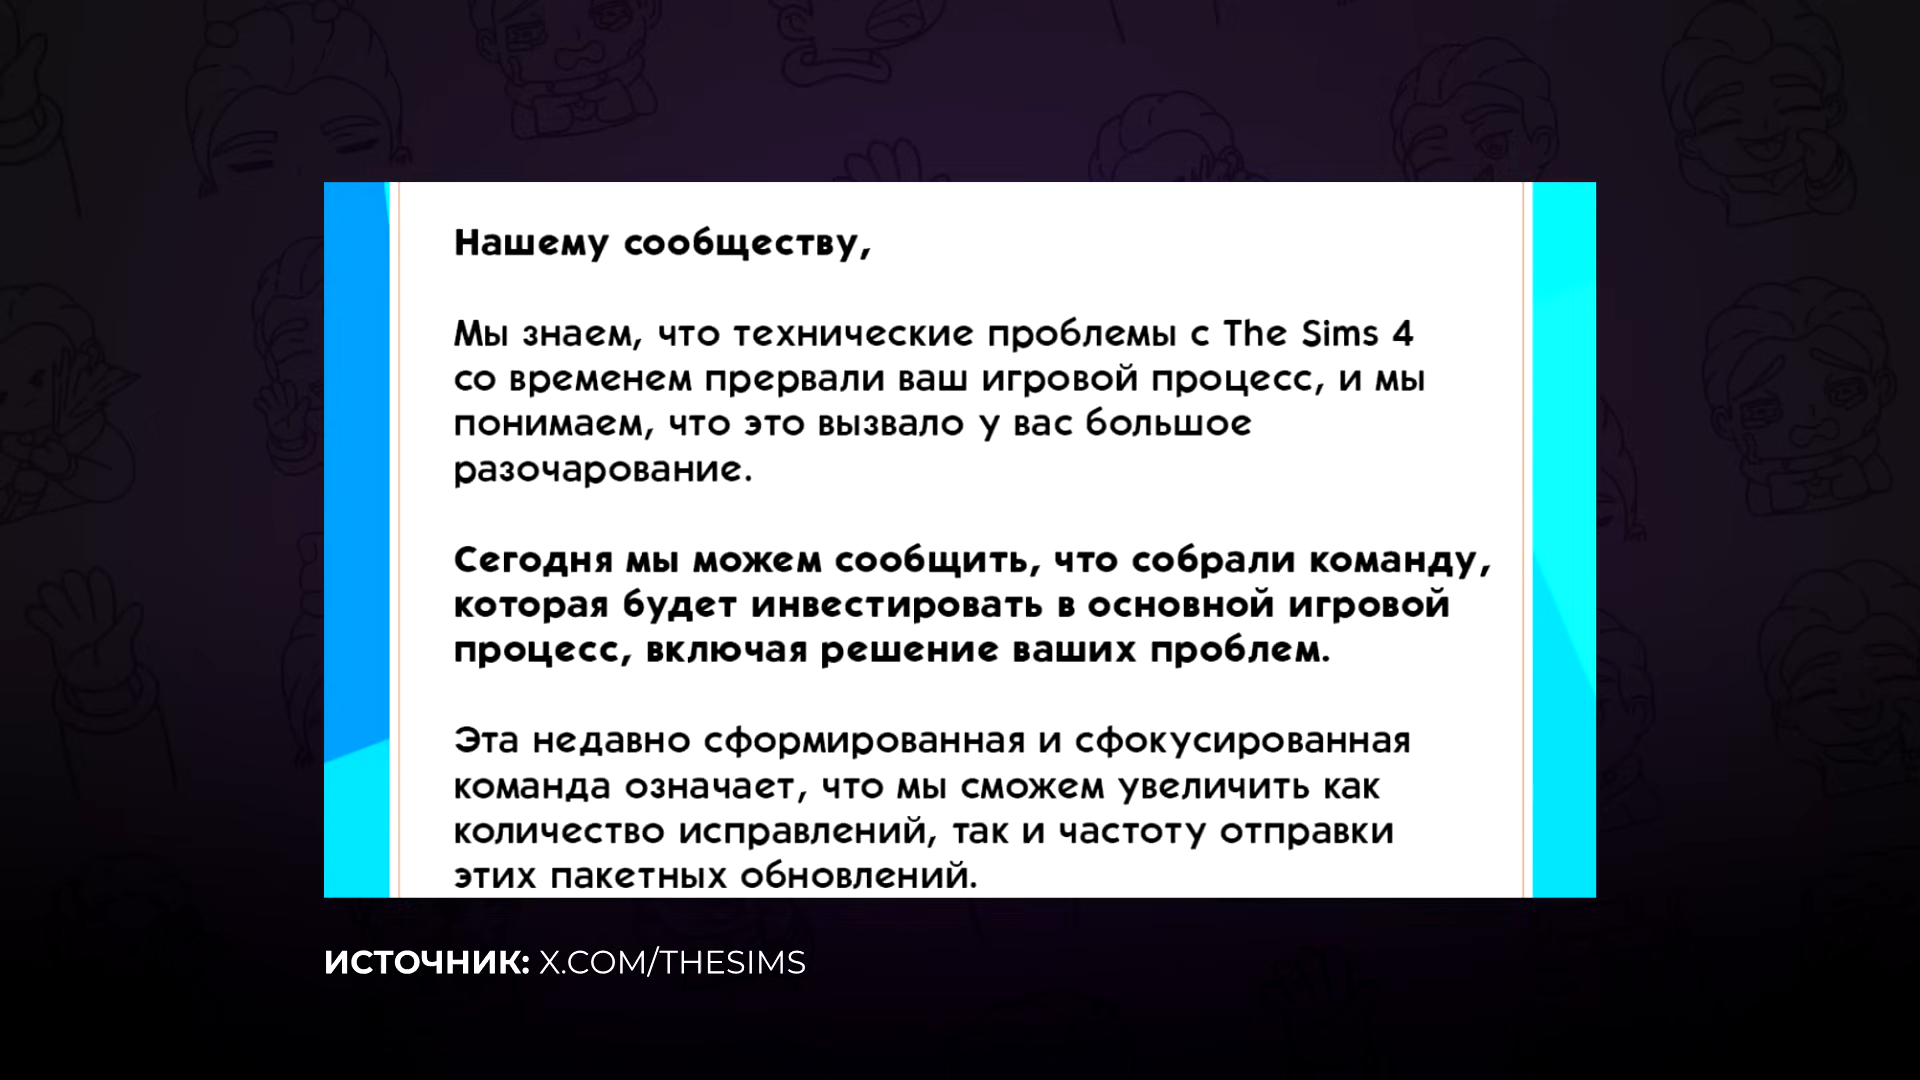 Нашему сообществу,
Мы знаем, что технические проблемы с The Sims 4
со временем прервали ваш игровой процесс, и мы
понимаем, что это вызвало у вас большое
разочарование.
Сегодня мы можем сообщить, что собрали команду,
которая будет инвестировать в основной игровой
процесс, включая решение ваших проблем.
Эта недавно сформированная и сфокусированная
команда означает, что мы сможем увеличить как
количество исправлений, так и частоту отправки
этих пакетных обновлений.
ИСТОЧНИК: X.COM/THESIMS